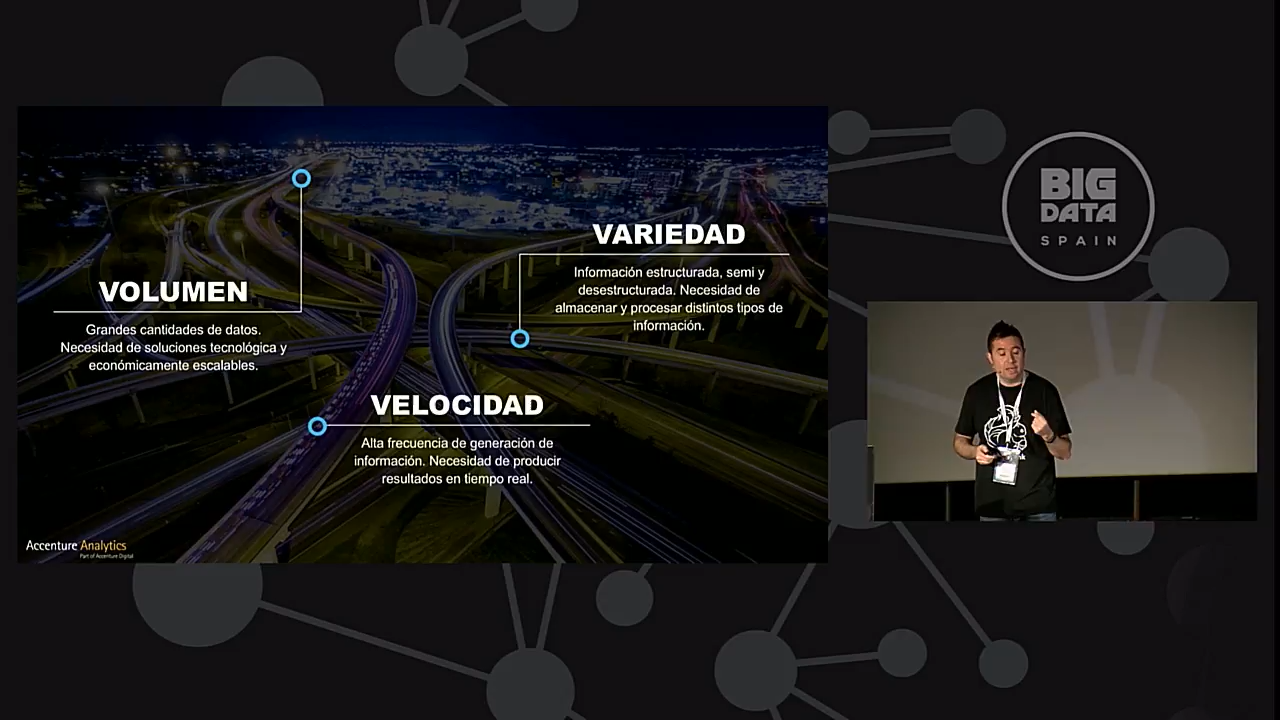 VOLUMEN
Grandes cantidades de datos.
Necesidad de soluciones tecnológica y
económicamente escalables.
VARIEDAD
Información estructurada, semi y
desestructurada. Necesidad de
almacenar y procesar distintos tipos de
información.
VELOCIDAD
Alta frecuencia de generación de
información. Necesidad de producir
resultados en tiempo real.
Accenture Analytics
Part of Accenture Digital
BIG
DATA
SPAIN